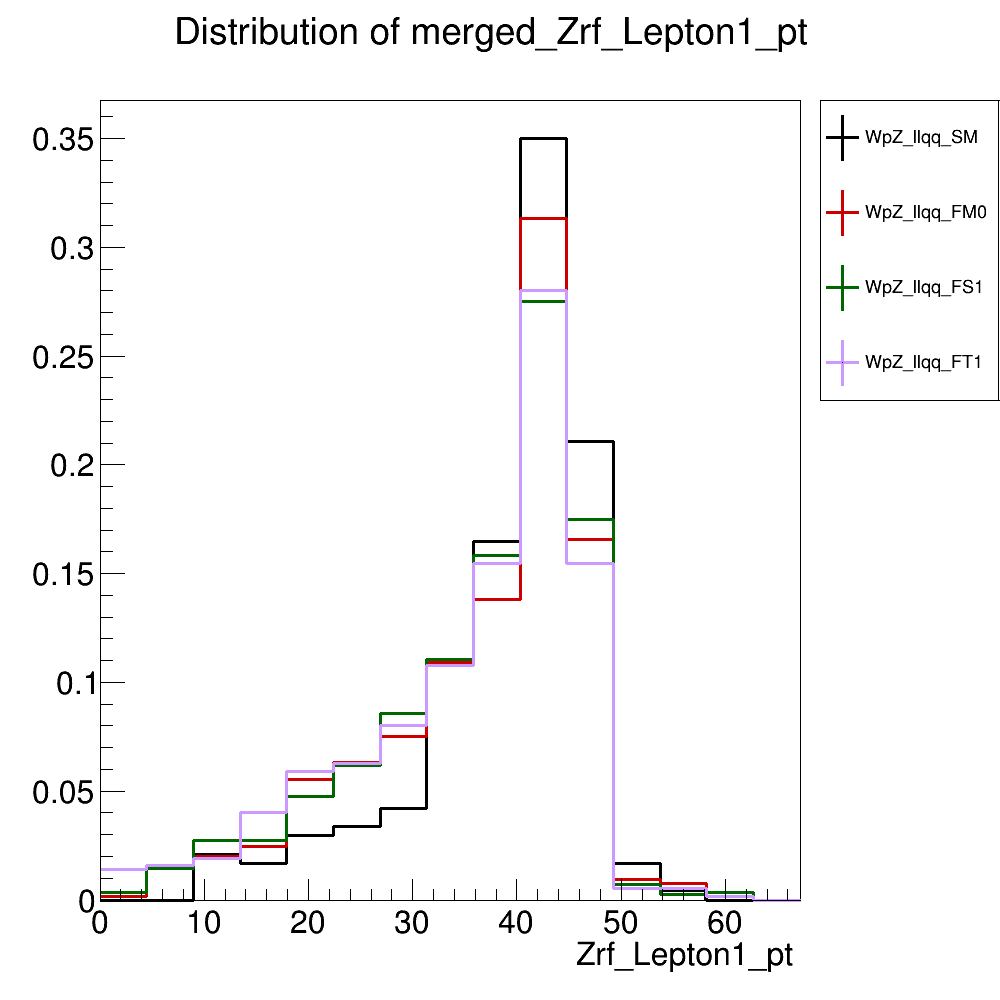 Distribution of merged_Zrf_Lepton1_pt
0.35
0.3
0.25
0.2
0.15
0.1
0.05
0
0 10 20 30 40 50 60
Zrf_Lepton1_pt
WpZ_llqq_SM
WpZ_llqq_FM0
WpZ_llqq_FS1
WpZ_llqq_FT1